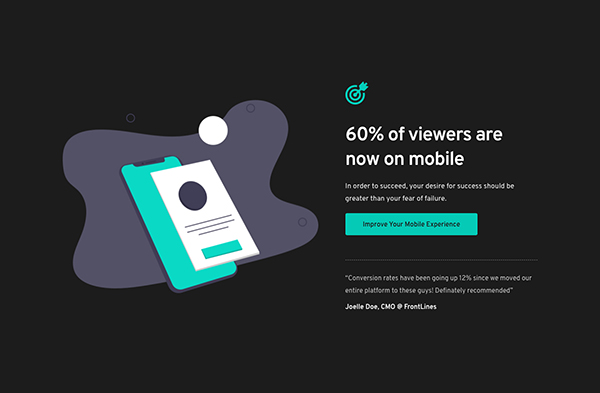 60% of viewers are
now on mobile
In order to succeed, your desire for success should be
greater than your fear of failure.
Improve Your Mobile Experience
"Conversion rates have been going up 12% since we moved our
entire platform to these guys! Definately recommended"
Joelle Doe, CMO @ FrontLines